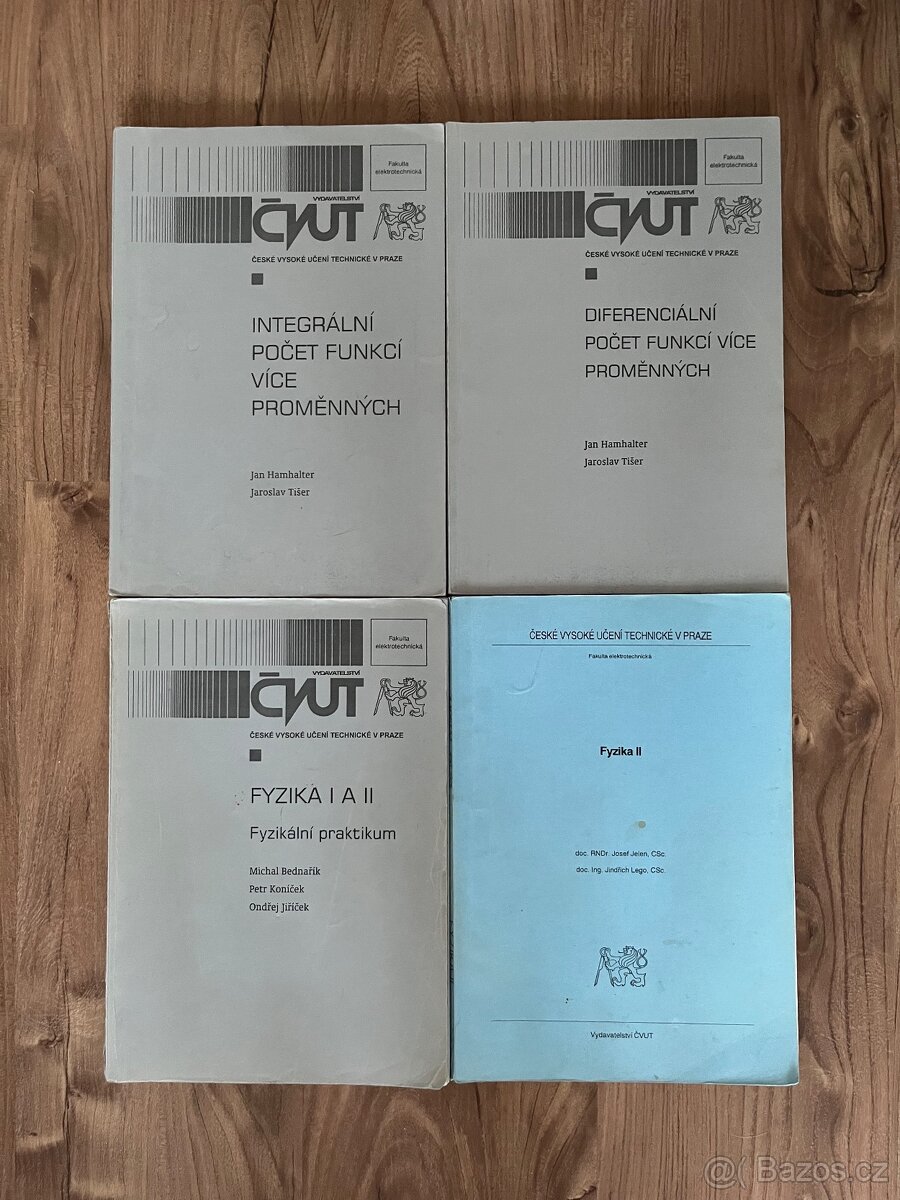 Fakulta
elektrotechnická
VYDAVATELSTVÍ
ČVUT
ČESKÉ VYSOKÉ UČENÍ TECHNICKÉ V PRAZE
INTEGRÁLNÍ
POČET FUNKCÍ
VÍCE
PROMĚNNÝCH
Jan Hamhalter
Jaroslav Tišer
Fakulta
elektrotechnická
VYDAVATELSTVÍ
ČVUT
ČESKÉ VYSOKÉ UČENÍ TECHNICKÉ V PRAZE
DIFERENCIÁLNÍ
POČET FUNKCÍ VÍCE
PROMĚNNÝCH
Jan Hamhalter
Jaroslav Tišer
Fakulta
elektrotechnická
VYDAVATELSTVÍ
ČVUT
ČESKÉ VYSOKÉ UČENÍ TECHNICKÉ V PRAZE
FYZIKA I A II
Fyzikální praktikum
Michal Bednařík
Petr Koníček
Ondřej Jiříček
ČESKÉ VYSOKÉ UČENÍ TECHNICKÉ V PRAZE
Fakulta elektrotechnická
Fyzika II
doc. RNDr. Josef Jelen, CSc.
doc. Ing. Jindřich Lego, CSc.
Vydavatelství ČVUT
@( Bazos.cz